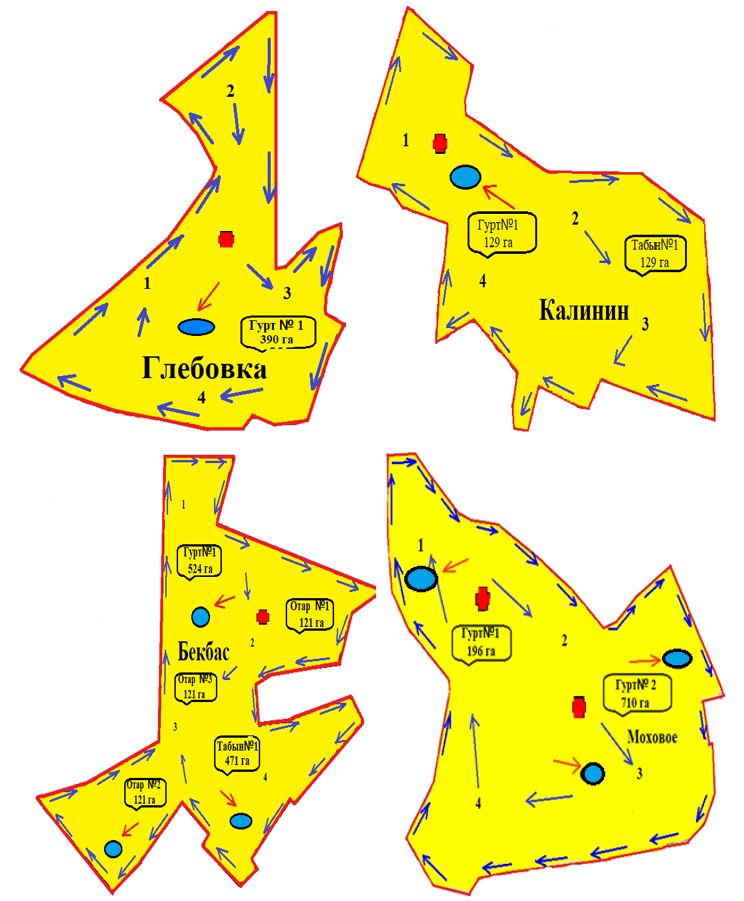 2
1
3
Гурт № 1
390 га
Глебовка
4
1
2
Гурт№1
129 га
Табын№1
129 га
4
Калинин
3
1
Гурт№1
524 га
Отар №1
121 га
2
Бекбас
Отар №3
121 га
3
Табын№1
471 га
4
Отар №2
121 га
1
2
Гурт№1
196 га
Гурт№ 2
710 га
Моховое
3
4